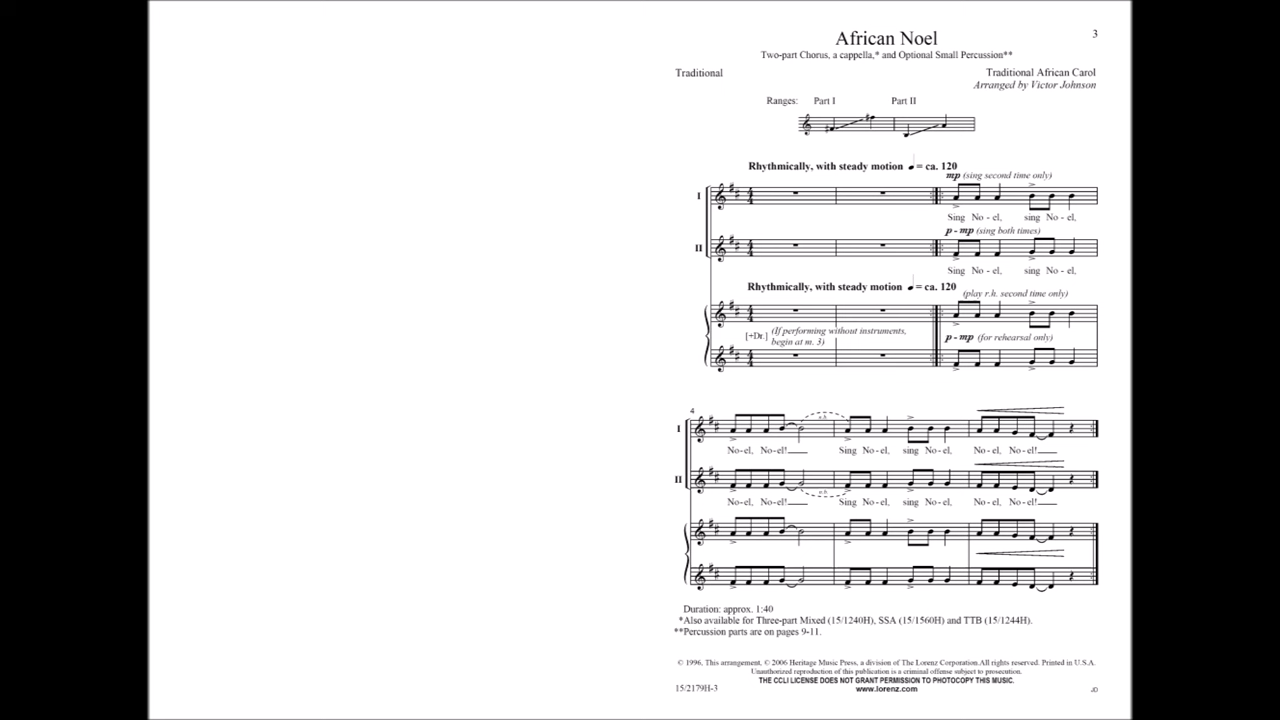 African Noel
3
Two-part Chorus, a cappella,* and Optional Small Percussion**
Traditional
Traditional African Carol
Arranged by Victor Johnson
Ranges: Part I Part II
Rhythmically, with steady motion ♩ = ca. 120
mp (sing second time only)
I
Sing No - el, sing No - el,
p - mp (sing both times)
II
Sing No - el, sing No - el,
Rhythmically, with steady motion ♩ = ca. 120
(play r.h. second time only)
[+Dr.] (If performing without instruments,
begin at m. 3)
p - mp (for rehearsal only)
4
n.b.
I
No - el, No - el! Sing No - el, sing No - el, No - el, No - el!
II
n.b.
No - el, No - el! Sing No - el, sing No - el, No - el, No - el!
Duration: approx. 1:40
*Also available for Three-part Mixed (15/1240H), SSA (15/1560H) and TTB (15/1244H).
**Percussion parts are on pages 9-11.
© 1996, This arrangement, © 2006 Heritage Music Press, a division of The Lorenz Corporation.All rights reserved. Printed in U.S.A.
Unauthorized reproduction of this publication is a criminal offense subject to prosecution.
THE CCLI LICENSE DOES NOT GRANT PERMISSION TO PHOTOCOPY THIS MUSIC.
15/2179H-3
www.lorenz.com
JD